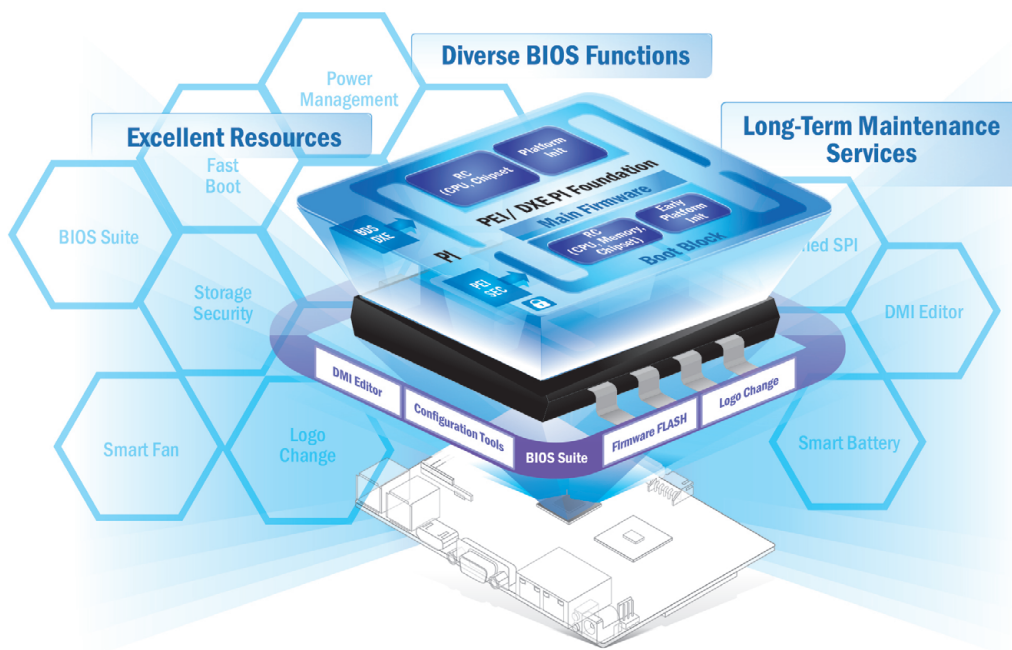 Diverse BIOS Functions
Excellent Resources
Long-Term Maintenance
Services
Power
Management
Fast
Boot
BIOS Suite
Storage
Security
Smart Fan
Logo
Change
SPI
DMI Editor
Smart Battery
RC
(CPU, Chipset
Platform
Init
PEI/ DXE PI Foundation
Main Firmware
BDS
DXE
PI
RC
(CPU, Memory,
Chipset)
Early
Platform
Init
Boot Block
PEI
SEC
DMI Editor
Configuration Tools
BIOS Suite
Firmware FLASH
Logo Change